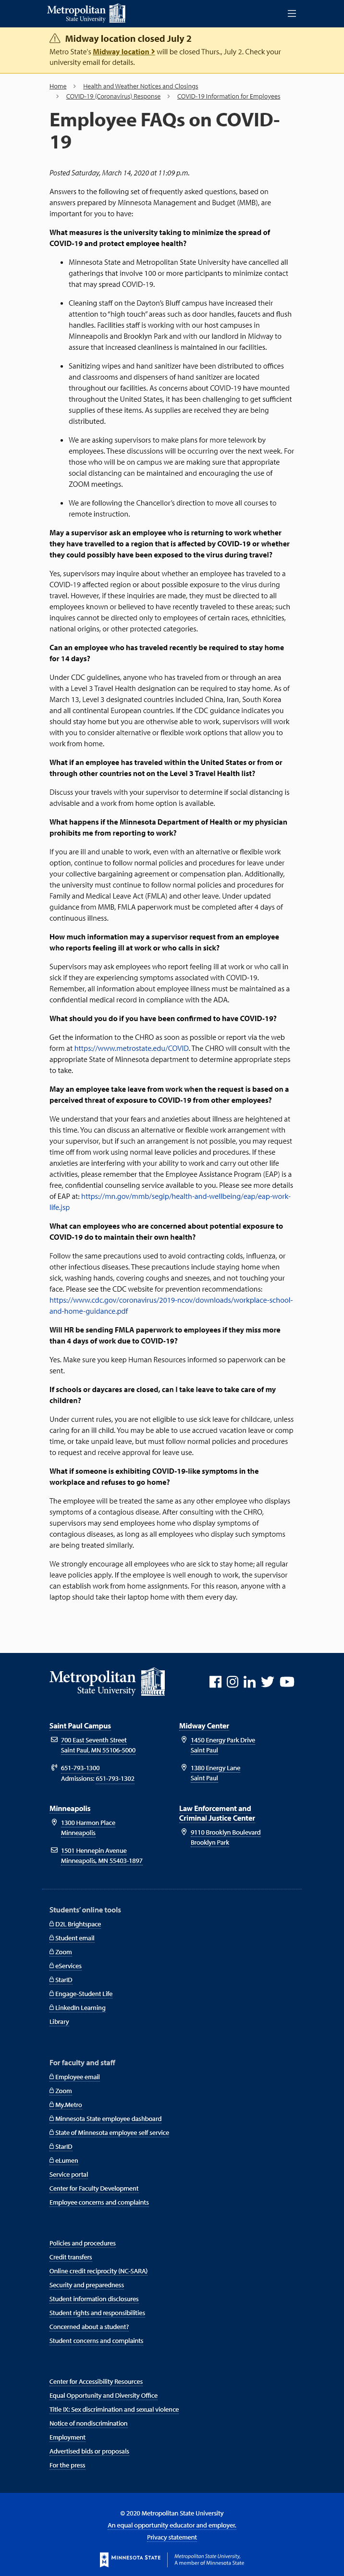 Metropolitan
State University
Midway location closed July 2
Metro State's Midway location > will be closed Thurs., July 2. Check your
university email for details.
Home > Health and Weather Notices and Closings
> COVID-19 (Coronavirus) Response > COVID-19 Information for Employees
Employee FAQs on COVID-
19
Posted Saturday, March 14, 2020 at 11:09 p.m.
Answers to the following set of frequently asked questions, based on
answers prepared by Minnesota Management and Budget (MMB), are
important for you to have:
What measures is the university taking to minimize the spread of
COVID-19 and protect employee health?
• Minnesota State and Metropolitan State University have cancelled all
gatherings that involve 100 or more participants to minimize contact
that may spread COVID-19.
• Cleaning staff on the Dayton's Bluff campus have increased their
attention to "high touch" areas such as door handles, faucets and flush
handles. Facilities staff is working with our host campuses in
Minneapolis and Brooklyn Park and with our landlord in Midway to
assure that increased cleanliness is maintained in our facilities.
• Sanitizing wipes and hand sanitizer have been distributed to offices
and classrooms and dispensers of hand sanitizer are located
throughout our facilities. As concerns about COVID-19 have mounted
throughout the United States, it has been challenging to get sufficient
supplies of these items. As supplies are received they are being
distributed.
• We are asking supervisors to make plans for more telework by
employees. These discussions will be occurring over the next week. For
those who will be on campus we are making sure that appropriate
social distancing can be maintained and encouraging the use of
ZOOM meetings.
• We are following the Chancellor's direction to move all courses to
remote instruction.
May a supervisor ask an employee who is returning to work whether
they have travelled to a region that is affected by COVID-19 or whether
they could possibly have been exposed to the virus during travel?
Yes, supervisors may inquire about whether an employee has traveled to a
COVID-19 affected region or about possible exposure to the virus during
travel. However, if these inquiries are made, they must be directed to all
employees known or believed to have recently traveled to these areas; such
inquires cannot be directed only to employees of certain races, ethnicities,
national origins, or other protected categories.
Can an employee who has traveled recently be required to stay home
for 14 days?
Under CDC guidelines, anyone who has traveled from or through an area
with a Level 3 Travel Health designation can be required to stay home. As of
March 13, Level 3 designated countries included China, Iran, South Korea
and all continental European countries. If the CDC guidance indicates you
should stay home but you are otherwise able to work, supervisors will work
with you to consider alternative or flexible work options that allow you to
work from home.
What if an employee has traveled within the United States or from or
through other countries not on the Level 3 Travel Health list?
Discuss your travels with your supervisor to determine if social distancing is
advisable and a work from home option is available.
What happens if the Minnesota Department of Health or my physician
prohibits me from reporting to work?
If you are ill and unable to work, even with an alternative or flexible work
option, continue to follow normal policies and procedures for leave under
your collective bargaining agreement or compensation plan. Additionally,
the university must continue to follow normal policies and procedures for
Family and Medical Leave Act (FMLA) and other leave. Under updated
guidance from MMB, FMLA paperwork must be completed after 4 days of
continuous illness.
How much information may a supervisor request from an employee
who reports feeling ill at work or who calls in sick?
Supervisors may ask employees who report feeling ill at work or who call in
sick if they are experiencing symptoms associated with COVID-19.
Remember, all information about employee illness must be maintained as a
confidential medical record in compliance with the ADA.
What should you do if you have been confirmed to have COVID-19?
Get the information to the CHRO as soon as possible or report via the web
form at https://www.metrostate.edu/COVID. The CHRO will consult with the
appropriate State of Minnesota department to determine appropriate steps
to take.
May an employee take leave from work when the request is based on a
perceived threat of exposure to COVID-19 from other employees?
We understand that your fears and anxieties about illness are heightened at
this time. You can discuss an alternative or flexible work arrangement with
your supervisor, but if such an arrangement is not possible, you may request
time off from work using normal leave policies and procedures. If these
anxieties are interfering with your ability to work and carry out other life
activities, please remember that the Employee Assistance Program (EAP) is a
free, confidential counseling service available to you. Please see more details
of EAP at: https://mn.gov/mmb/segip/health-and-wellbeing/eap/eap-work-
life.jsp
What can employees who are concerned about potential exposure to
COVID-19 do to maintain their own health?
Follow the same precautions used to avoid contracting colds, influenza, or
other infectious diseases. These precautions include staying home when
sick, washing hands, covering coughs and sneezes, and not touching your
face. Please see the CDC website for prevention recommendations:
https://www.cdc.gov/coronavirus/2019-ncov/downloads/workplace-school-
and-home-guidance.pdf
Will HR be sending FMLA paperwork to employees if they miss more
than 4 days of work due to COVID-19?
Yes. Make sure you keep Human Resources informed so paperwork can be
sent.
If schools or daycares are closed, can I take leave to take care of my
children?
Under current rules, you are not eligible to use sick leave for childcare, unless
you are caring for an ill child. You may be able to use accrued vacation leave or comp
time, or take unpaid leave, but must follow normal policies and procedures
to request and receive approval for leave use.
What if someone is exhibiting COVID-19-like symptoms in the
workplace and refuses to go home?
The employee will be treated the same as any other employee who displays
symptoms of a contagious disease. After consulting with the CHRO,
supervisors may send employees home who display symptoms of
contagious diseases, as long as all employees who display such symptoms
are being treated similarly.
We strongly encourage all employees who are sick to stay home; all regular
leave policies apply. If the employee is well enough to work, the supervisor
can establish work from home assignments. For this reason, anyone with a
laptop should take their laptop home with them every day.
Metropolitan
State University
Saint Paul Campus
700 East Seventh Street
Saint Paul, MN 55106-5000
651-793-1300
Admissions: 651-793-1302
Midway Center
1450 Energy Park Drive
Saint Paul
1380 Energy Lane
Saint Paul
Minneapolis
1300 Harmon Place
Minneapolis
1501 Hennepin Avenue
Minneapolis, MN 55403-1897
Law Enforcement and
Criminal Justice Center
9110 Brooklyn Boulevard
Brooklyn Park
Students' online tools
D2L Brightspace
Student email
Zoom
eServices
StarID
Engage-Student Life
LinkedIn Learning
Library
For faculty and staff
Employee email
Zoom
My.Metro
Minnesota State employee dashboard
State of Minnesota employee self service
StarID
eLumen
Service portal
Center for Faculty Development
Employee concerns and complaints
Policies and procedures
Credit transfers
Online credit reciprocity (NC-SARA)
Security and preparedness
Student information disclosures
Student rights and responsibilities
Concerned about a student?
Student concerns and complaints
Center for Accessibility Resources
Equal Opportunity and Diversity Office
Title IX: Sex discrimination and sexual violence
Notice of nondiscrimination
Employment
Advertised bids or proposals
For the press
© 2020 Metropolitan State University
An equal opportunity educator and employer.
Privacy statement
MINNESOTA STATE
Metropolitan State University,
A member of Minnesota State